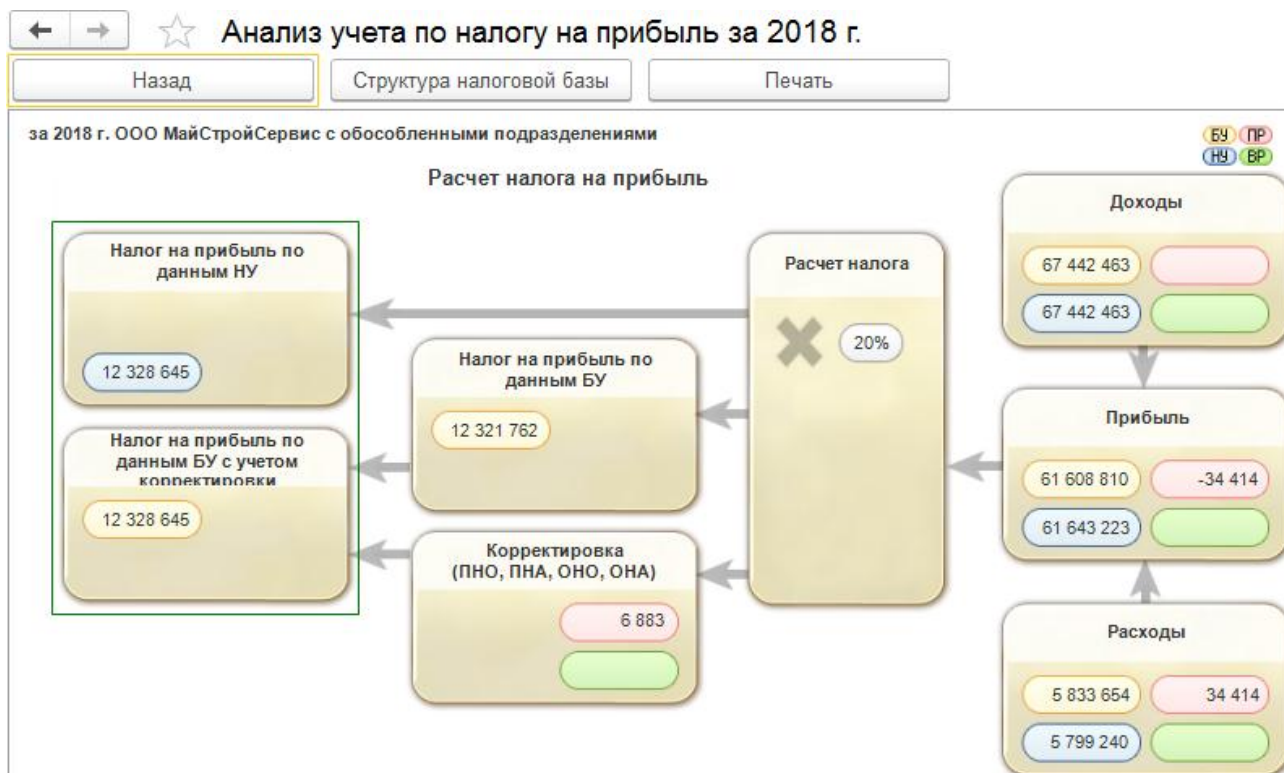 Анализ учета по налогу на прибыль за 2018 г.
Назад
Структура налоговой базы
Печать
за 2018 г. ООО МайСтройСервис с обособленными подразделениями
БУ ПР
НУ ВР
Расчет налога на прибыль
Налог на прибыль по
данным НУ
12 328 645
Налог на прибыль по
данным БУ с учетом
корректировки
12 328 645
Налог на прибыль по
данным БУ
12 321 762
Корректировка
(ПНО, ПНА, ОНО, ОНА)
6 883
Расчет налога
20%
Доходы
67 442 463
67 442 463
Прибыль
61 608 810 -34 414
61 643 223
Расходы
5 833 654 34 414
5 799 240